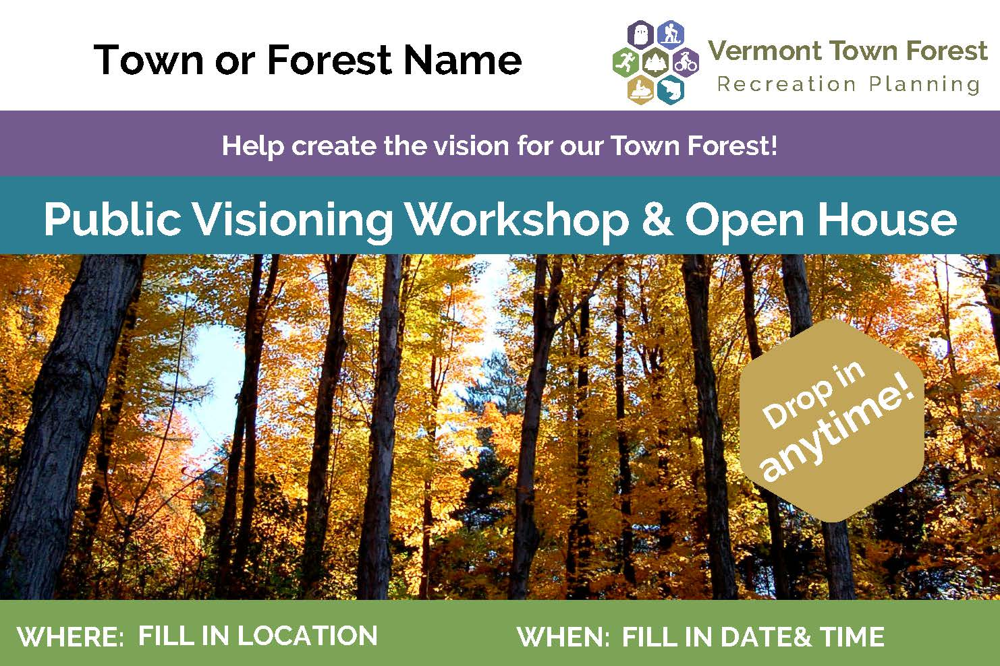 Town or Forest Name
Vermont Town Forest
Recreation Planning
Help create the vision for our Town Forest!
Public Visioning Workshop & Open House
Drop in
anytime!
WHERE: FILL IN LOCATION
WHEN: FILL IN DATE& TIME